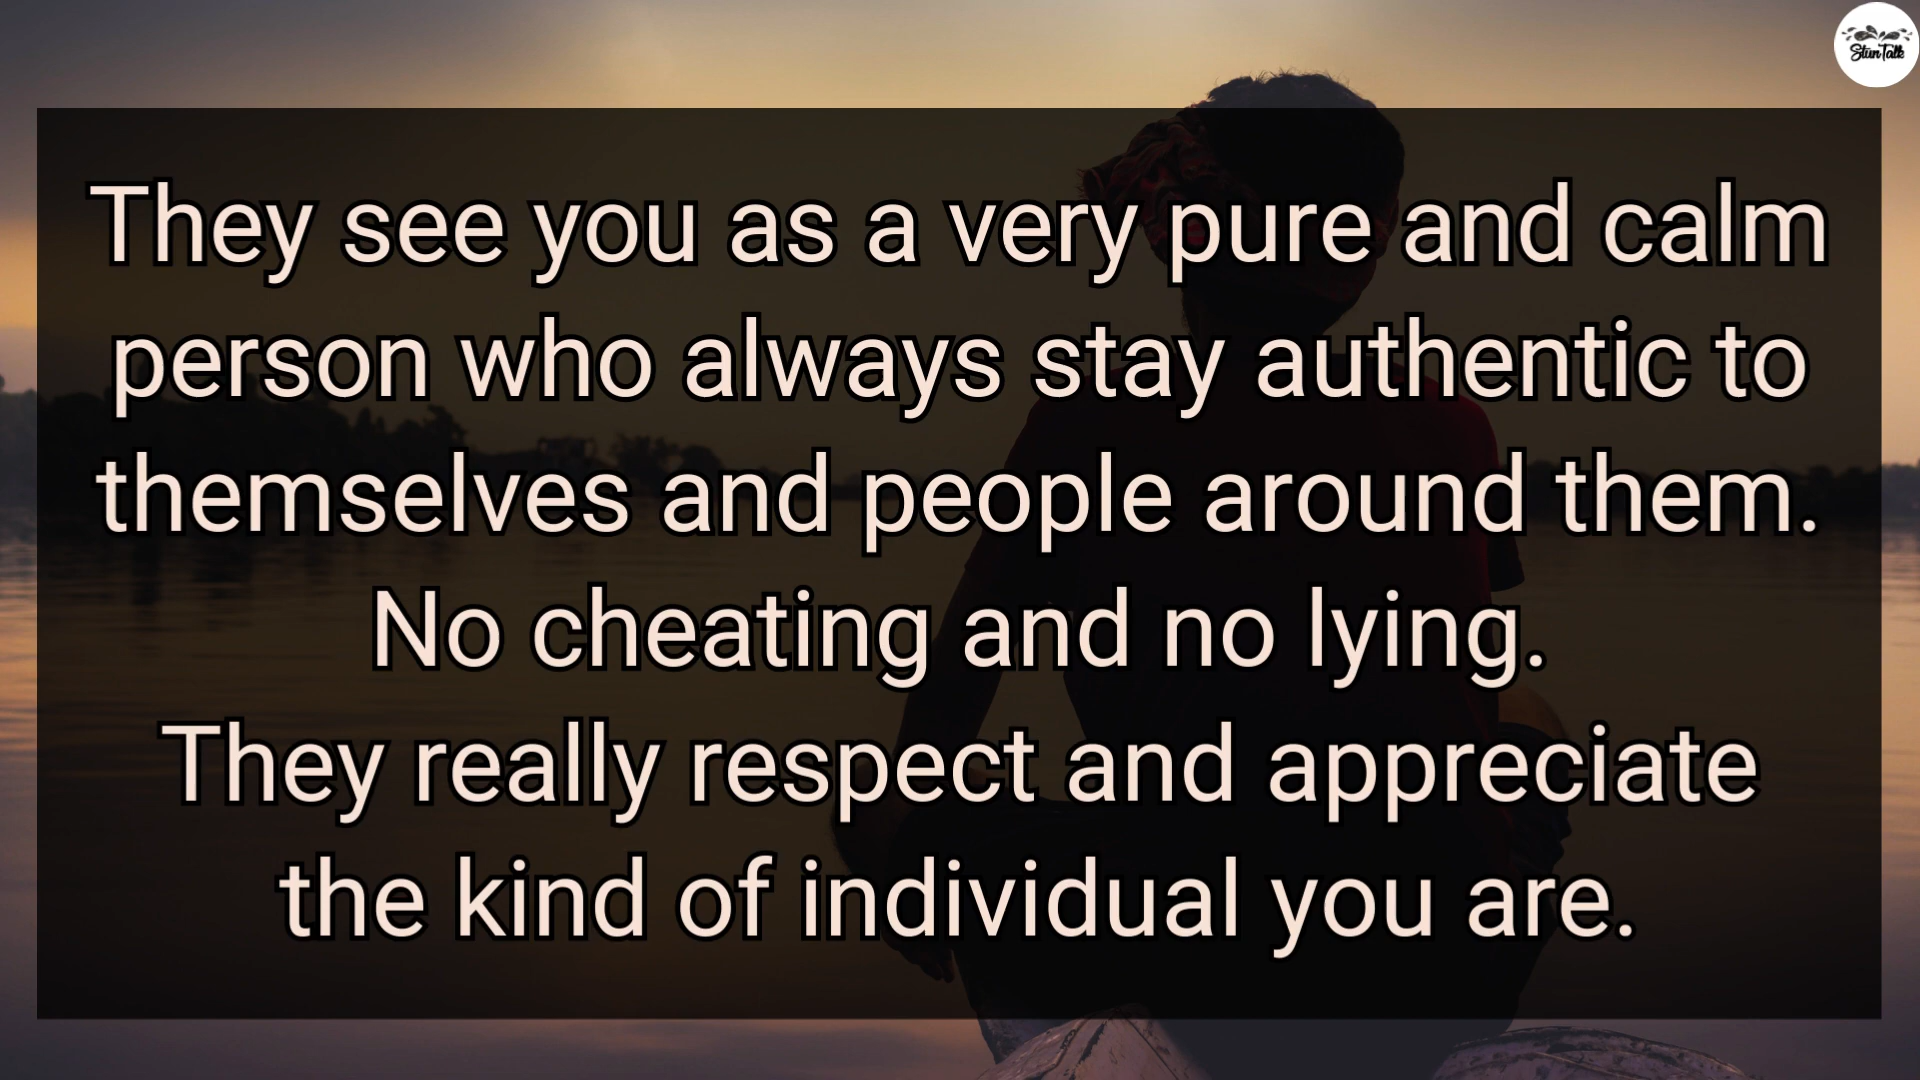 StunTalk
They see you as a very pure and calm
person who always stay authentic to
themselves and people around them.
No cheating and no lying.
They really respect and appreciate
the kind of individual you are.